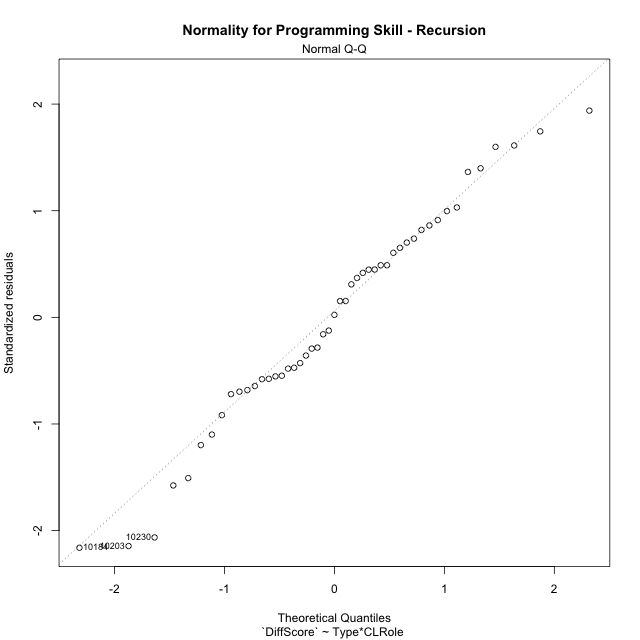 Normality for Programming Skill - Recursion
Normal Q-Q
Standardized residuals
2
1
0
-1
-2
10230
10203
-2
-1
0
1
2
Theoretical Quantiles
`DiffScore` ~ Type*CLRole